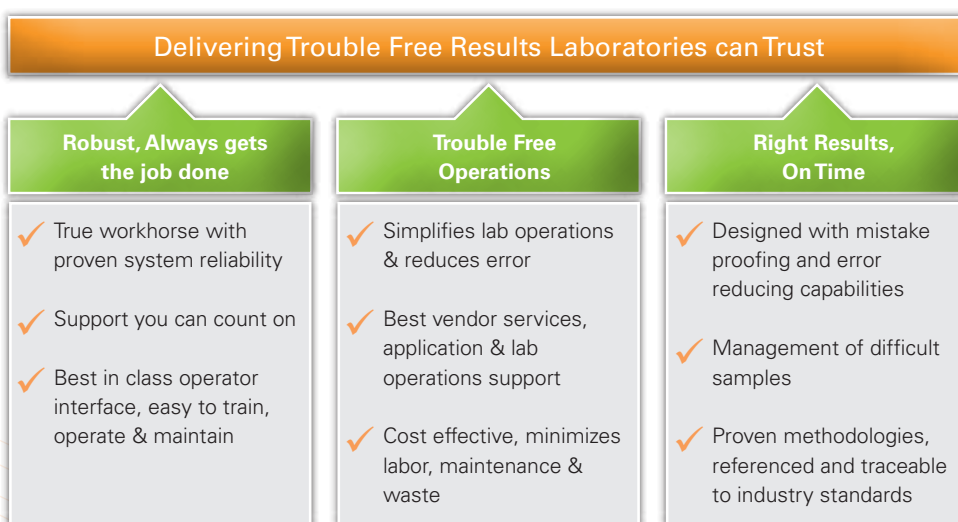 Delivering Trouble Free Results Laboratories can Trust
Robust, Always gets
the job done
True workhorse with
proven system reliability
Support you can count on
Best in class operator
interface, easy to train,
operate & maintain
Trouble Free
Operations
Simplifies lab operations
& reduces error
Best vendor services,
application & lab
operations support
Cost effective, minimizes
labor, maintenance &
waste
Right Results,
On Time
Designed with mistake
proofing and error
reducing capabilities
Management of difficult
samples
Proven methodologies,
referenced and traceable
to industry standards